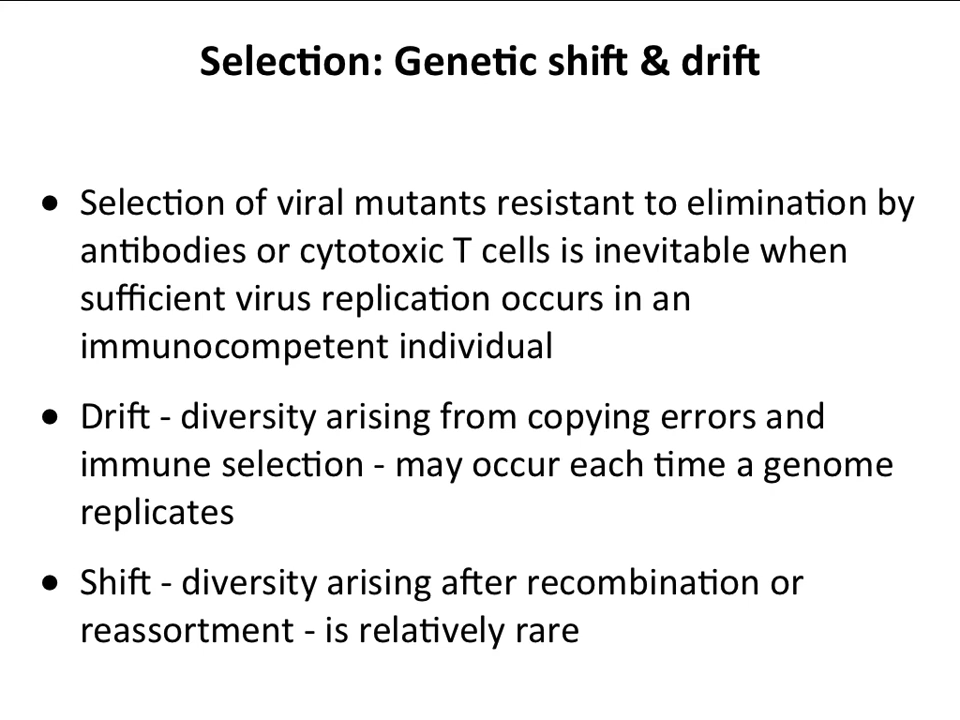 Selection: Genetic shift & drift
• Selection of viral mutants resistant to elimination by
antibodies or cytotoxic T cells is inevitable when
sufficient virus replication occurs in an
immunocompetent individual
• Drift - diversity arising from copying errors and
immune selection - may occur each time a genome
replicates
• Shift - diversity arising after recombination or
reassortment - is relatively rare